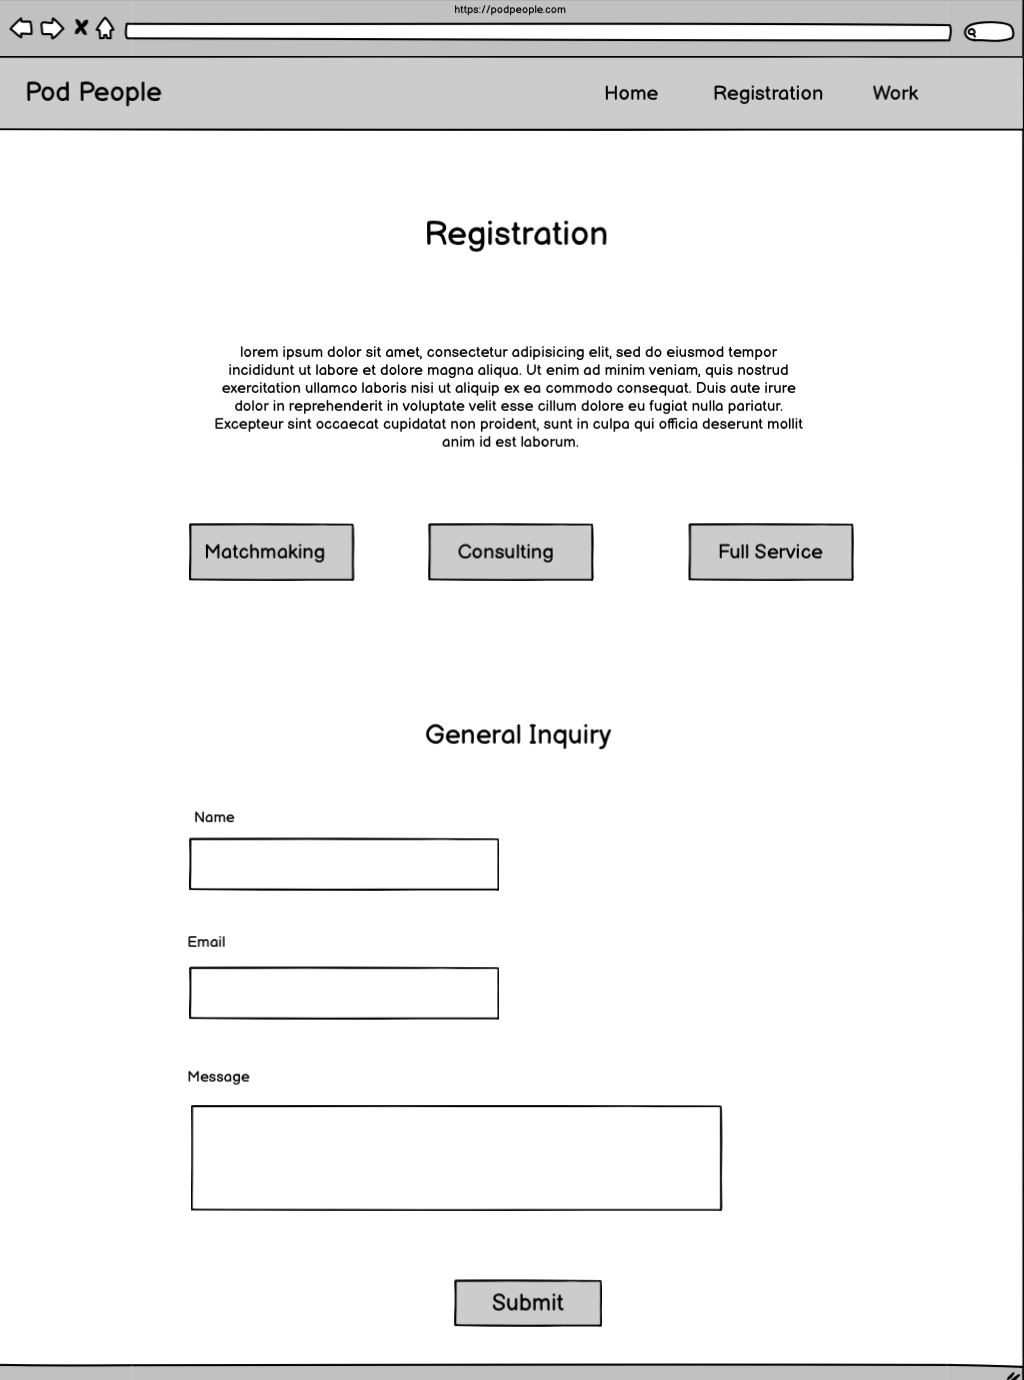 https://podpeople.com
Pod People
Home
Registration
Work
Registration
lorem ipsum dolor sit amet, consectetur adipisicing elit, sed do eiusmod tempor
incididunt ut labore et dolore magna aliqua. Ut enim ad minim veniam, quis nostrud
exercitation ullamco laboris nisi ut aliquip ex ea commodo consequat. Duis aute irure
dolor in reprehenderit in voluptate velit esse cillum dolore eu fugiat nulla pariatur.
Excepteur sint occaecat cupidatat non proident, sunt in culpa qui officia deserunt mollit
anim id est laborum.
Matchmaking
Consulting
Full Service
General Inquiry
Name
Email
Message
Submit